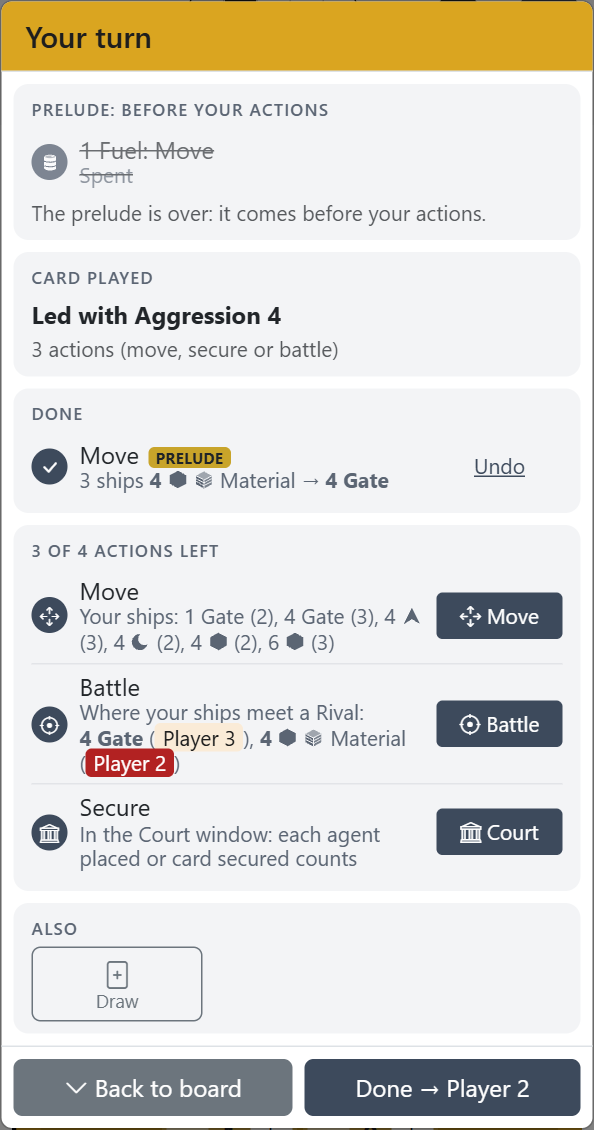 Your turn
PRELUDE: BEFORE YOUR ACTIONS
1 Fuel: Move
Spent
The prelude is over: it comes before your actions.
CARD PLAYED
Led with Aggression 4
3 actions (move, secure or battle)
DONE
Move PRELUDE
3 ships 4 Material → 4 Gate
Undo
3 OF 4 ACTIONS LEFT
Move
Your ships: 1 Gate (2), 4 Gate (3), 4
(3), 4 (2), 4 (2), 6 (3)
Move
Battle
Where your ships meet a Rival:
4 Gate ( Player 3 ), 4 Material
( Player 2 )
Battle
Secure
In the Court window: each agent
placed or card secured counts
Court
ALSO
Draw
Back to board
Done → Player 2